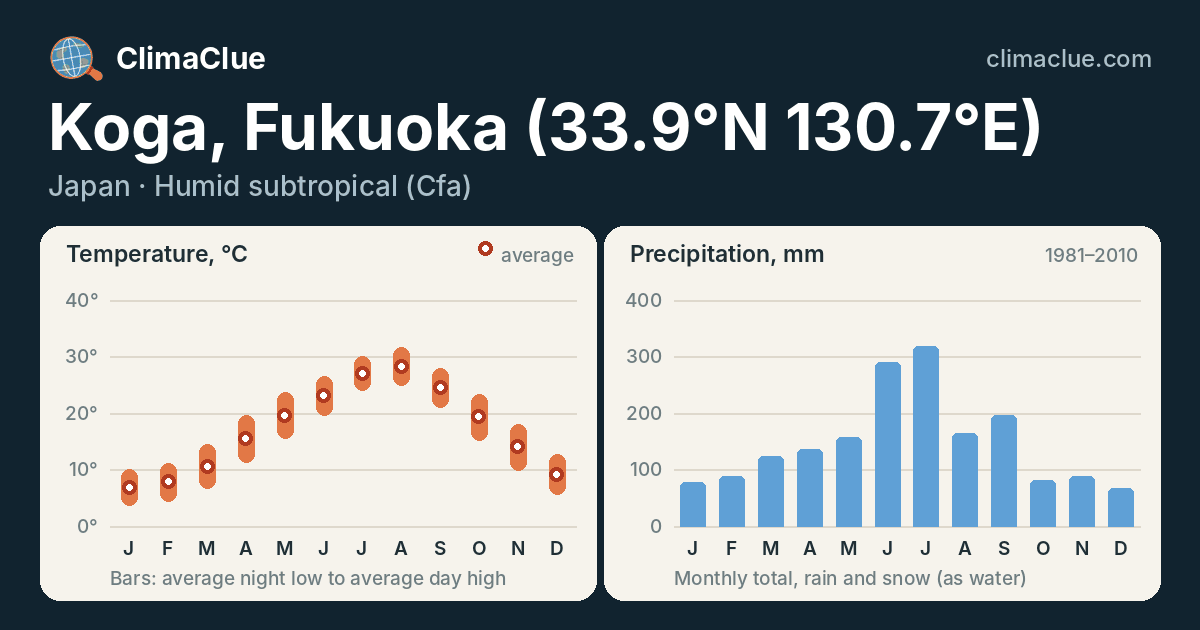 ClimaClue
climaclue.com
Koga, Fukuoka (33.9°N 130.7°E)
Japan · Humid subtropical (Cfa)
Temperature, °C
average
40°
30°
20°
10°
0°
J F M A M J J A S O N D
Bars: average night low to average day high
Precipitation, mm
1981–2010
400
300
200
100
0
J F M A M J J A S O N D
Monthly total, rain and snow (as water)